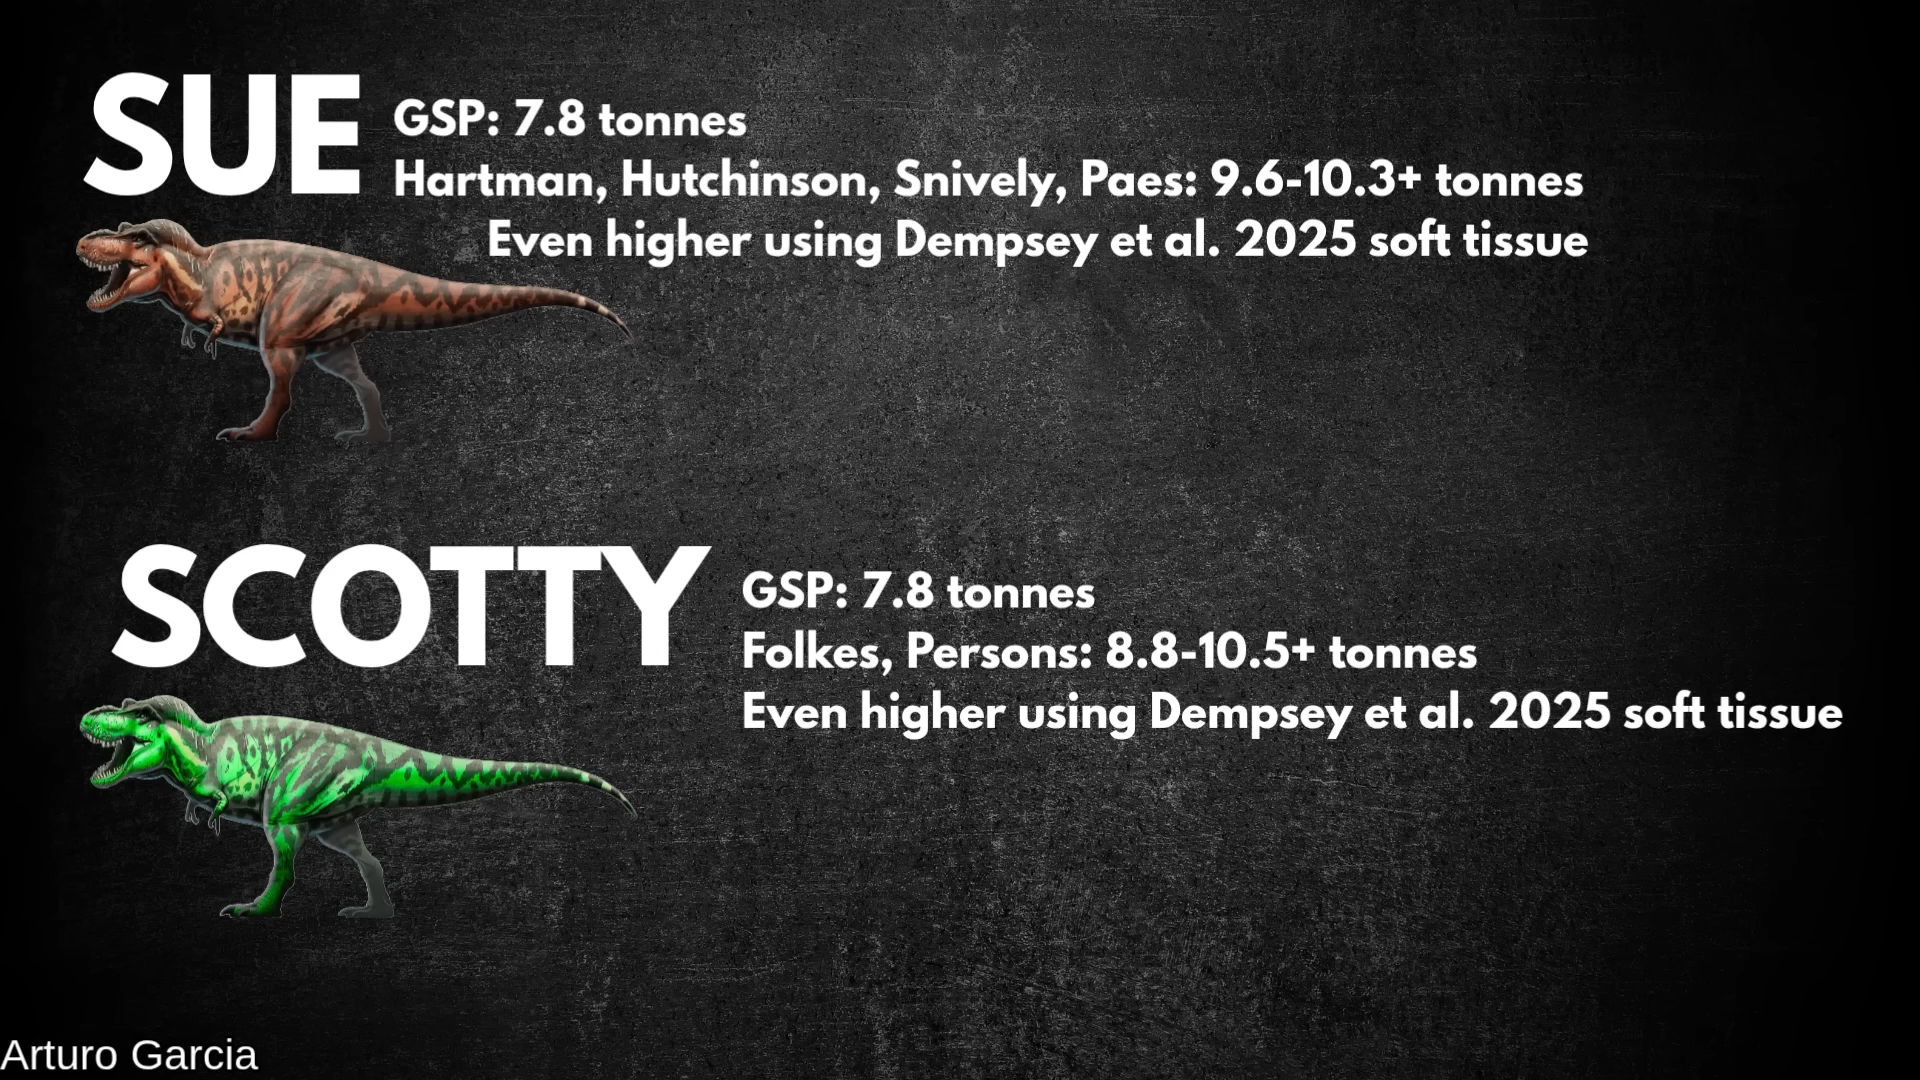 SUE
GSP: 7.8 tonnes
Hartman, Hutchinson, Snively, Paes: 9.6-10.3+ tonnes
Even higher using Dempsey et al. 2025 soft tissue
SCOTTY
GSP: 7.8 tonnes
Folkes, Persons: 8.8-10.5+ tonnes
Even higher using Dempsey et al. 2025 soft tissue
Arturo Garcia